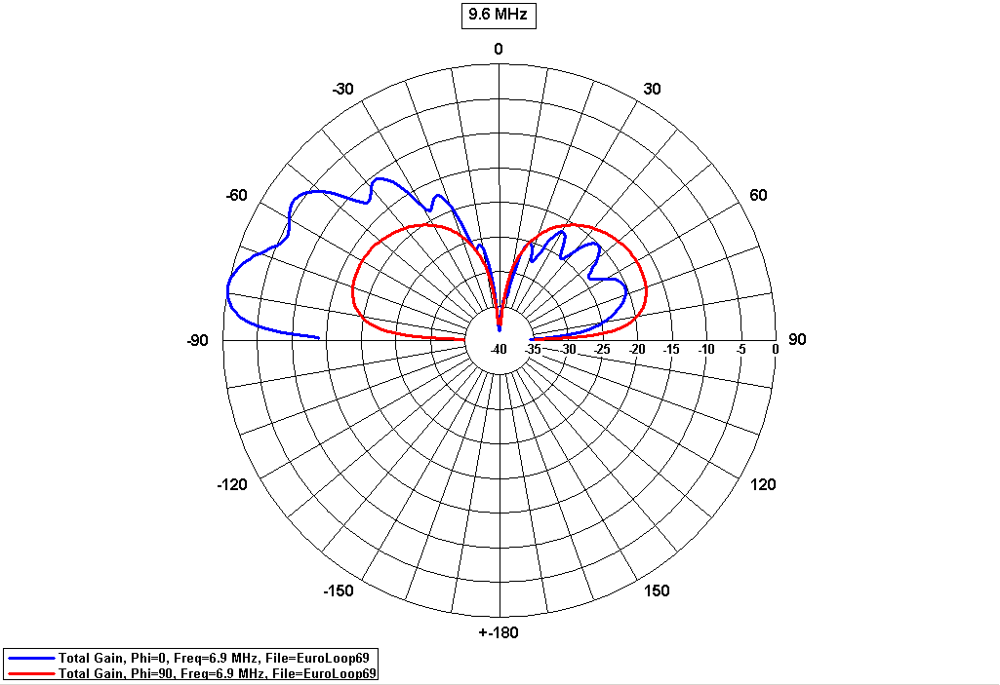 9.6 MHz
0
-30 30
-60 60
-90 90
-40 -35 -30 -25 -20 -15 -10 -5 0
-120 120
-150 150
+-180
Total Gain, Phi=0, Freq=6.9 MHz, File=EuroLoop69
Total Gain, Phi=90, Freq=6.9 MHz, File=EuroLoop69